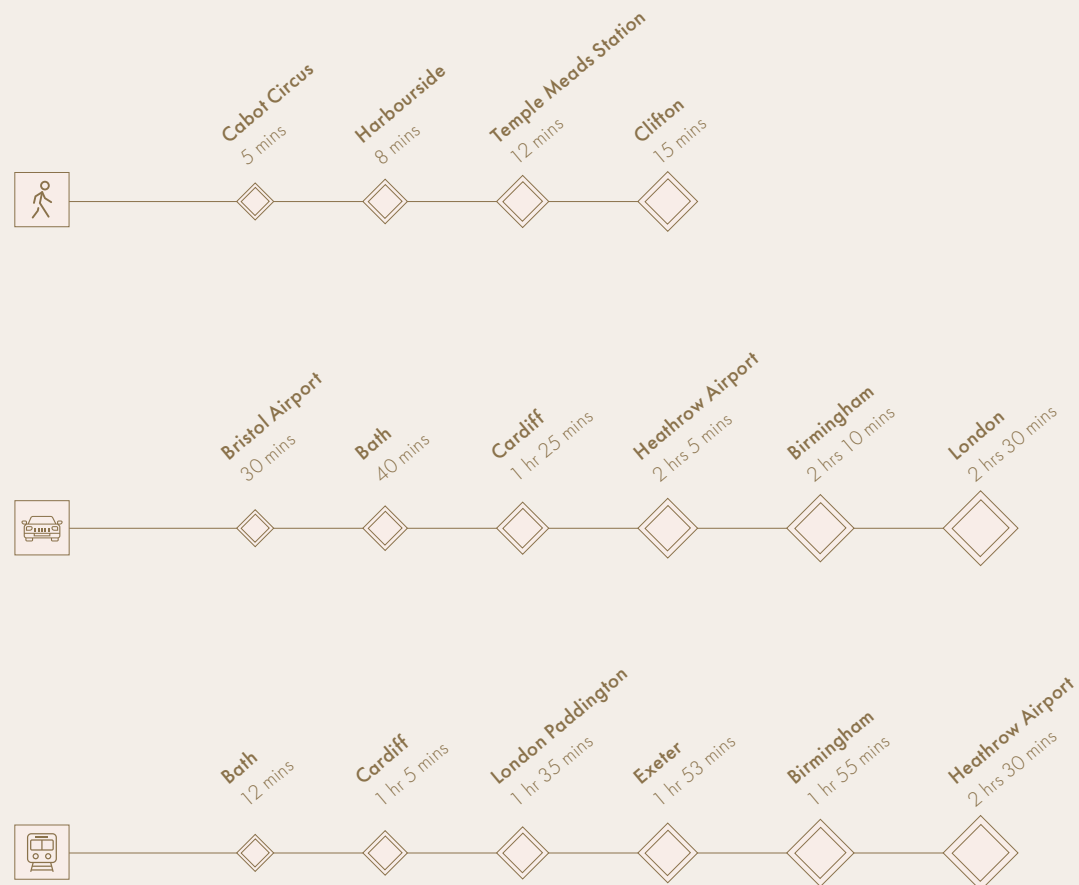 Cabot Circus
5 mins
Harbourside
8 mins
Temple Meads Station
12 mins
Clifton
15 mins
Bristol Airport
30 mins
Bath
40 mins
Cardiff
1 hr 25 mins
Heathrow Airport
2 hrs 5 mins
Birmingham
2 hrs 10 mins
London
2 hrs 30 mins
Bath
12 mins
Cardiff
1 hr 5 mins
London Paddington
1 hr 35 mins
Exeter
1 hr 53 mins
Birmingham
1 hr 55 mins
Heathrow Airport
2 hrs 30 mins